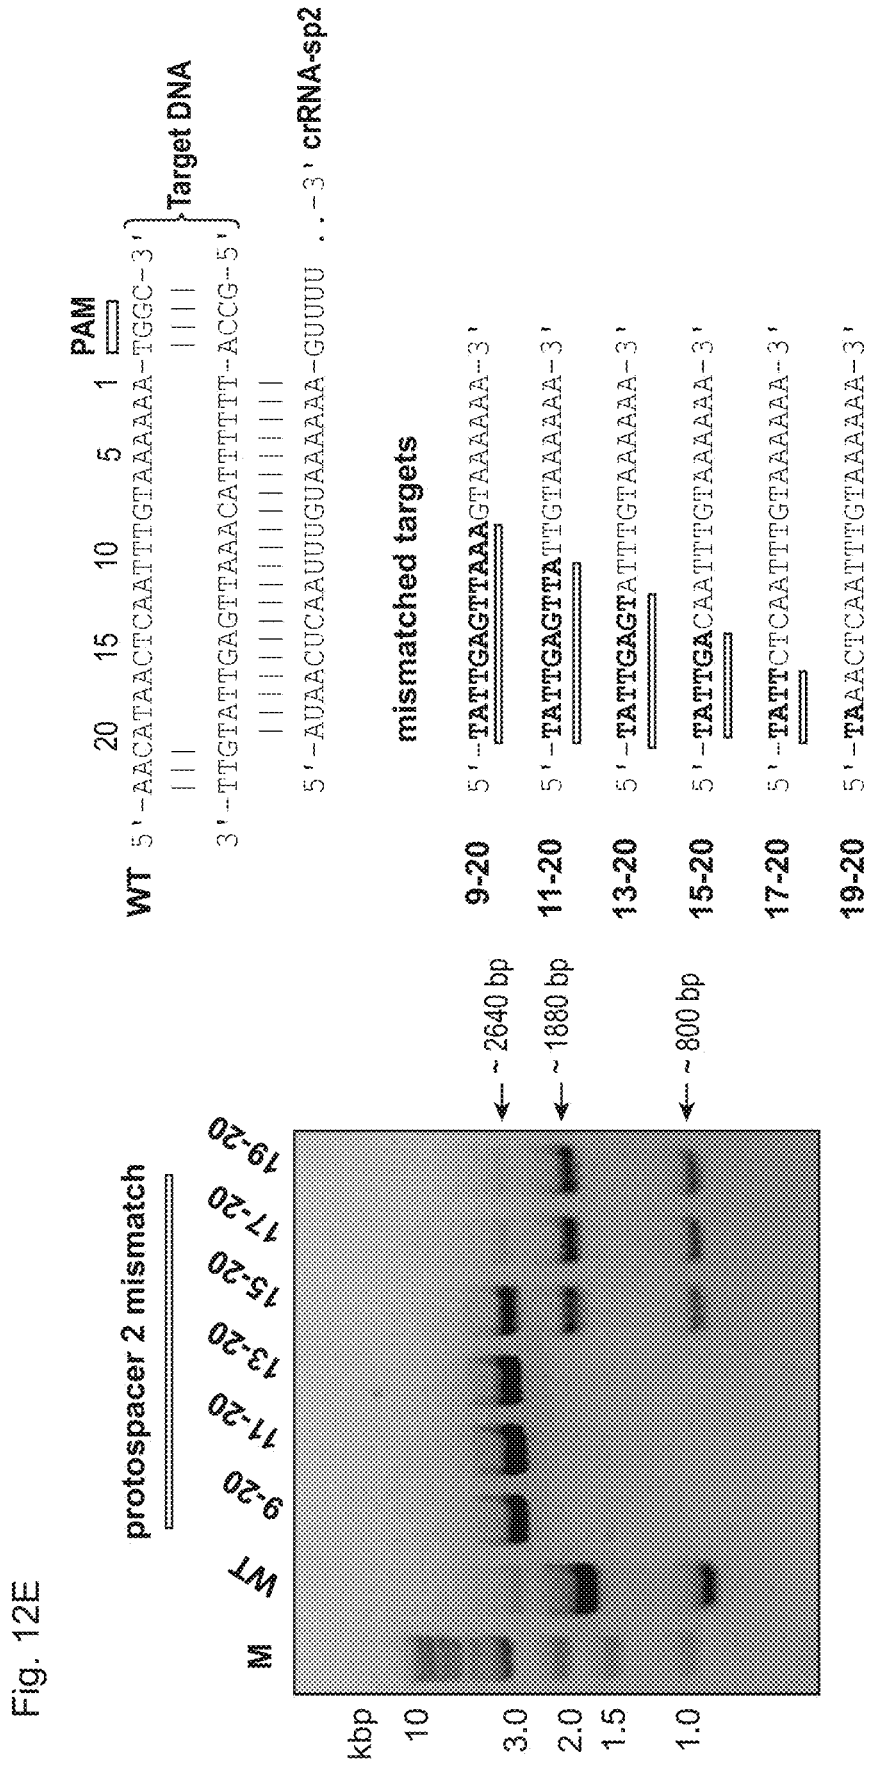 Fig. 12E
protospacer 2 mismatch
M WT 9-20 11-20 13-20 15-20 17-20 19-20
kbp
10
3.0
2.0
1.5
1.0
~ 2640 bp
~ 1880 bp
~ 800 bp
20 15 10 5 1 PAM
WT 5'-AACATAACTCAATTTGTAAAAAA-TGGC-3'
3'-TTGTATTGAGTTAAACATTTTTT-ACCG-5'
Target DNA
5'-AUAACUCAAUUUGUAAAAAA-GUUUU ..-3' crRNA-sp2
mismatched targets
9-20 5'-TATTGAGTTAAAGTAAAAAA-3'
11-20 5'-TATTGAGTTATTGTAAAAAA-3'
13-20 5'-TATTGAGTATTTGTAAAAAA-3'
15-20 5'-TATTGACAATTTGTAAAAAA-3'
17-20 5'-TATTCTCAATTTGTAAAAAA-3'
19-20 5'-TAAACTCAATTTGTAAAAAA-3'